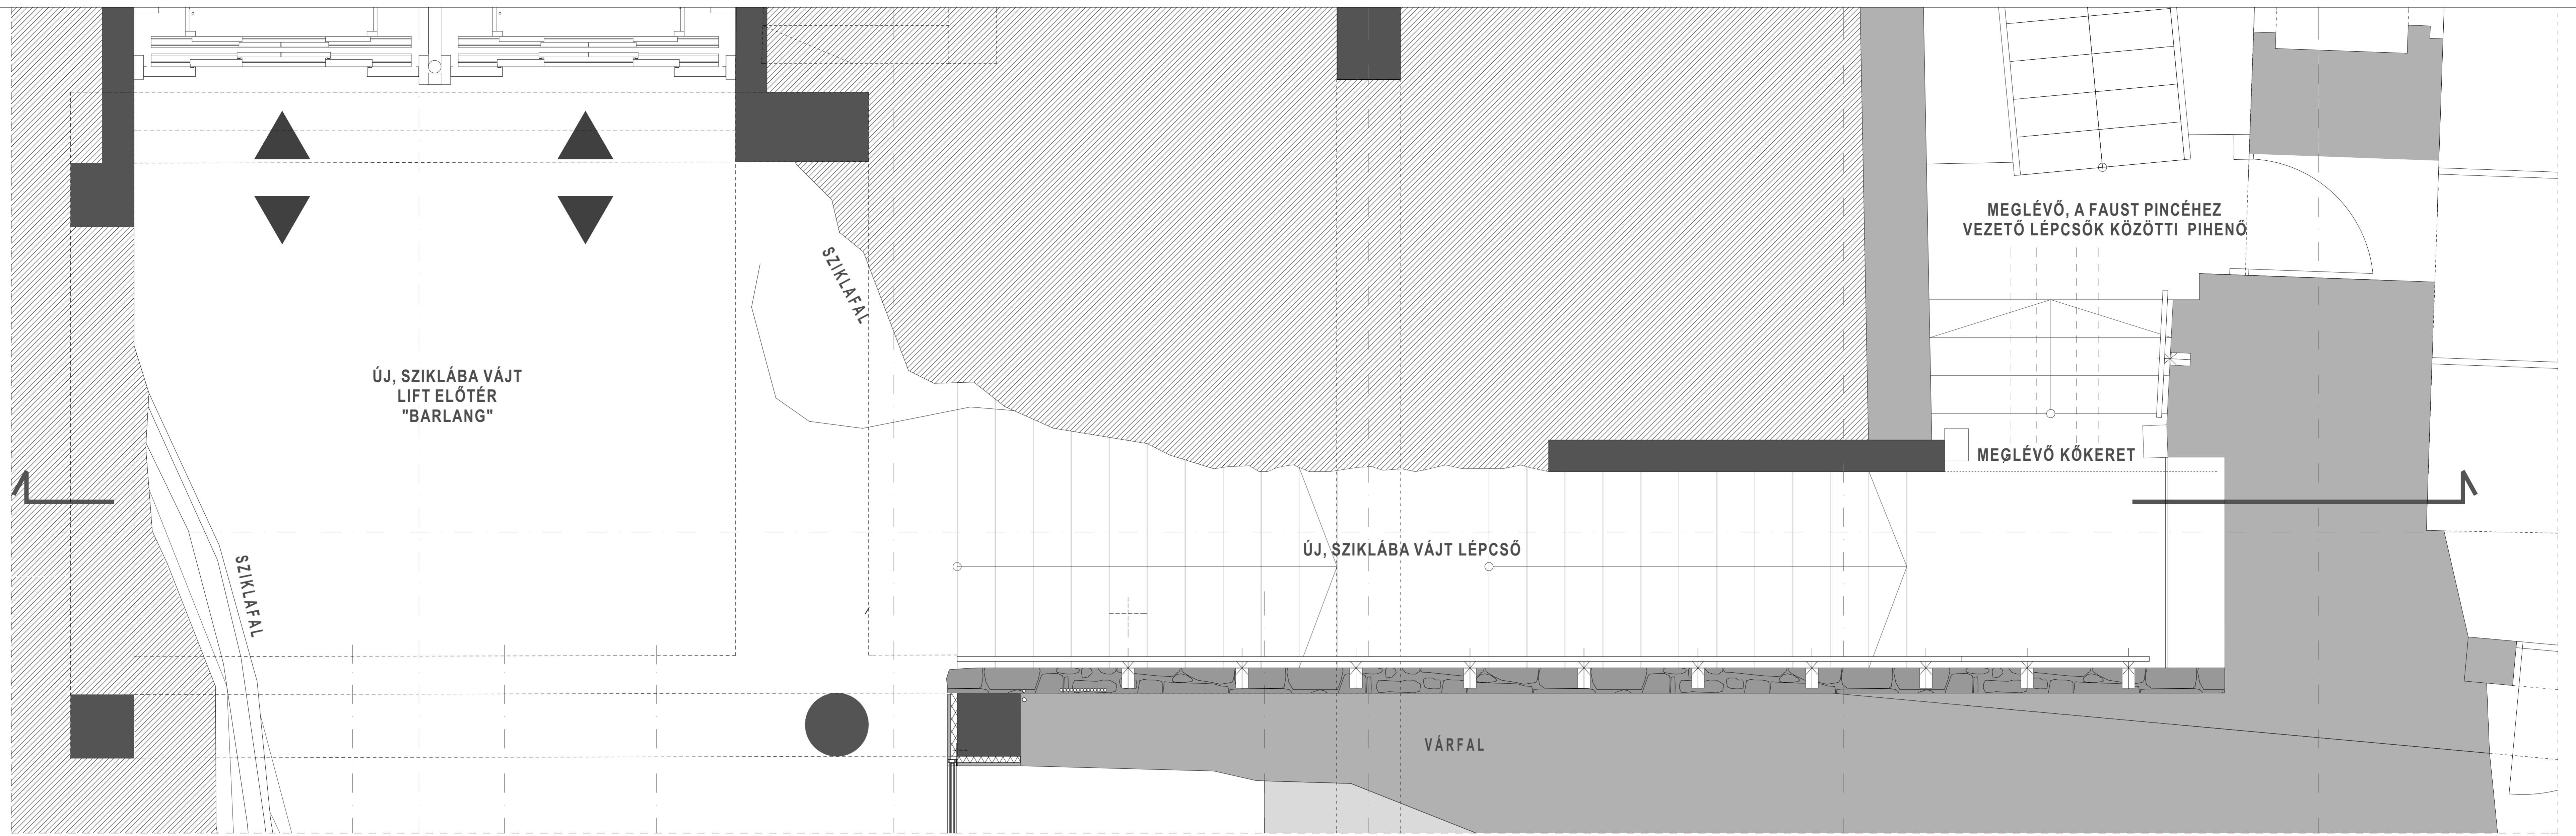 MEGLÉVŐ, A FAUST PINCÉHEZ
VEZETŐ LÉPCSŐK KÖZÖTTI PIHENŐ
SZIKLAFAL
ÚJ, SZIKLÁBA VÁJT
LIFT ELŐTÉR
"BARLANG"
MEGLÉVŐ KŐKERET
ÚJ, SZIKLÁBA VÁJT LÉPCSŐ
SZIKLAFAL
VÁRFAL